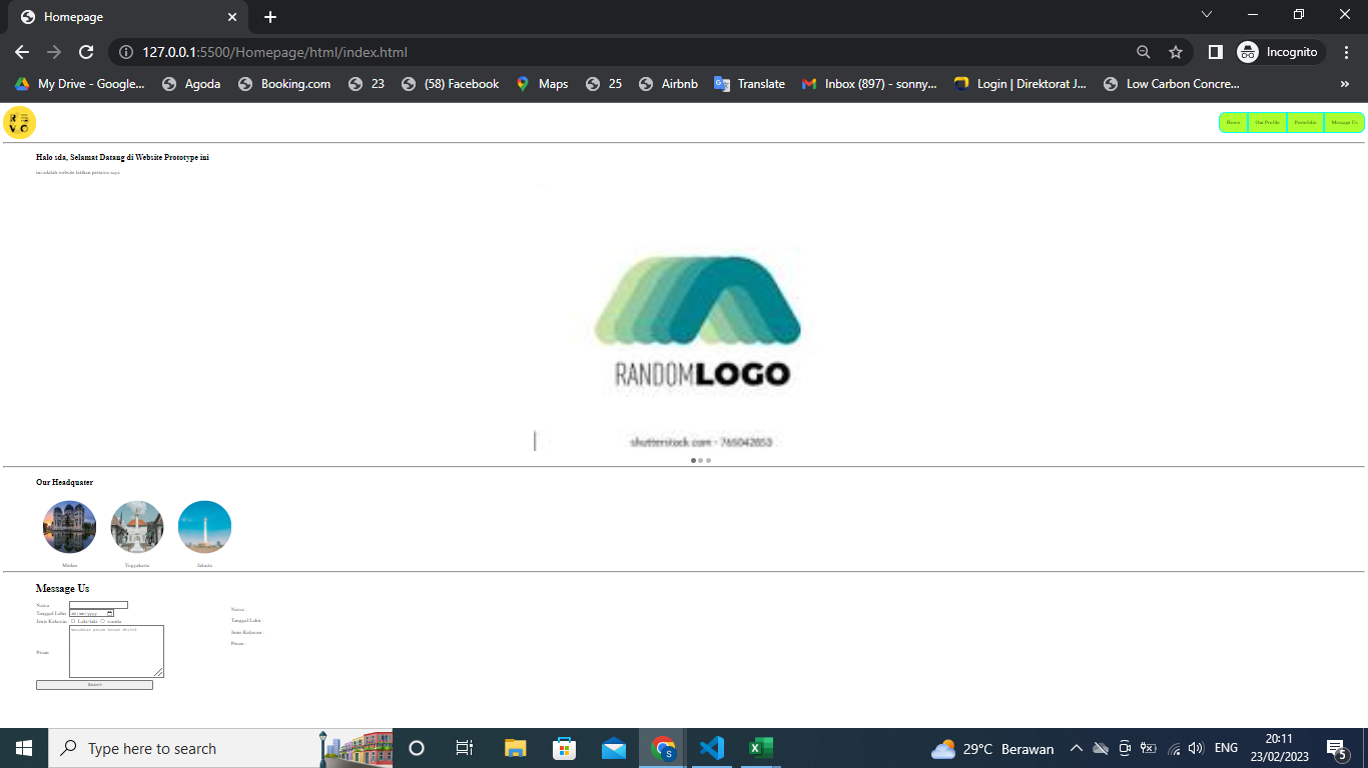 Homepage
127.0.0.1:5500/Homepage/html/index.html
Incognito
My Drive - Google... Agoda Booking.com 23 (58) Facebook Maps 25 Airbnb Translate Inbox (897) - sonny... Login | Direktorat J... Low Carbon Concre... »
RE
VO
Home Our Profile Portofolio Message Us
Halo sda, Selamat Datang di Website Prototype ini
ini adalah website latihan pertama saya
RANDOMLOGO
shutterstock.com · 765042853
Our Headquater
Medan Yogyakarta Jakarta
Message Us
Nama
Tanggal Lahir dd/mm/yyyy
Jenis Kelamin Laki-laki wanita
Pesan
Submit
Nama
Tanggal Lahir
Jenis Kelamin
Pesan
Type here to search
29°C Berawan
ENG
20:11
23/02/2023
5